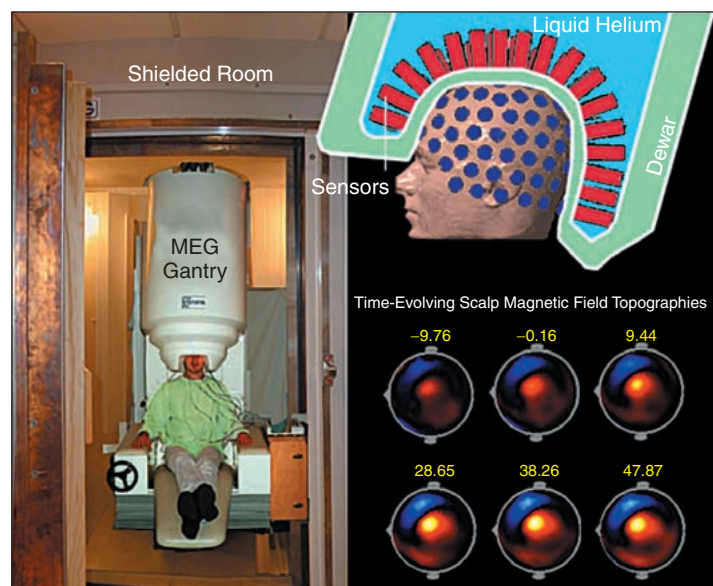 Shielded Room
MEG
Gantry
Liquid Helium
Sensors
Dewar
Time-Evolving Scalp Magnetic Field Topographies
−9.76
−0.16
9.44
28.65
38.26
47.87